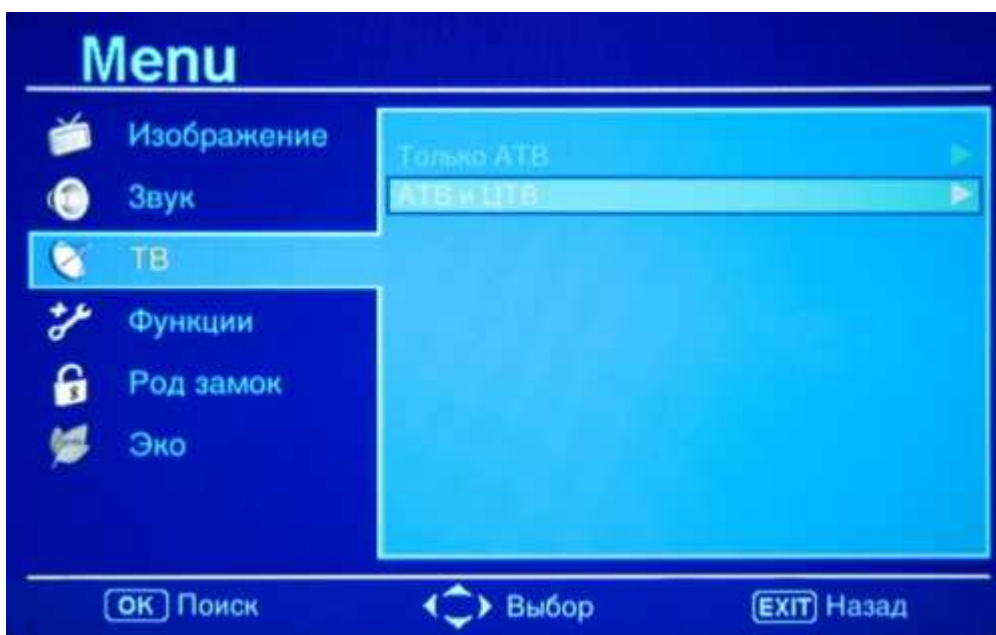 Menu
Изображение
Звук
ТВ
Функции
Род замок
Эко
Только АТВ
АТВ и ЦТВ
OK Поиск
Выбор
EXIT Назад